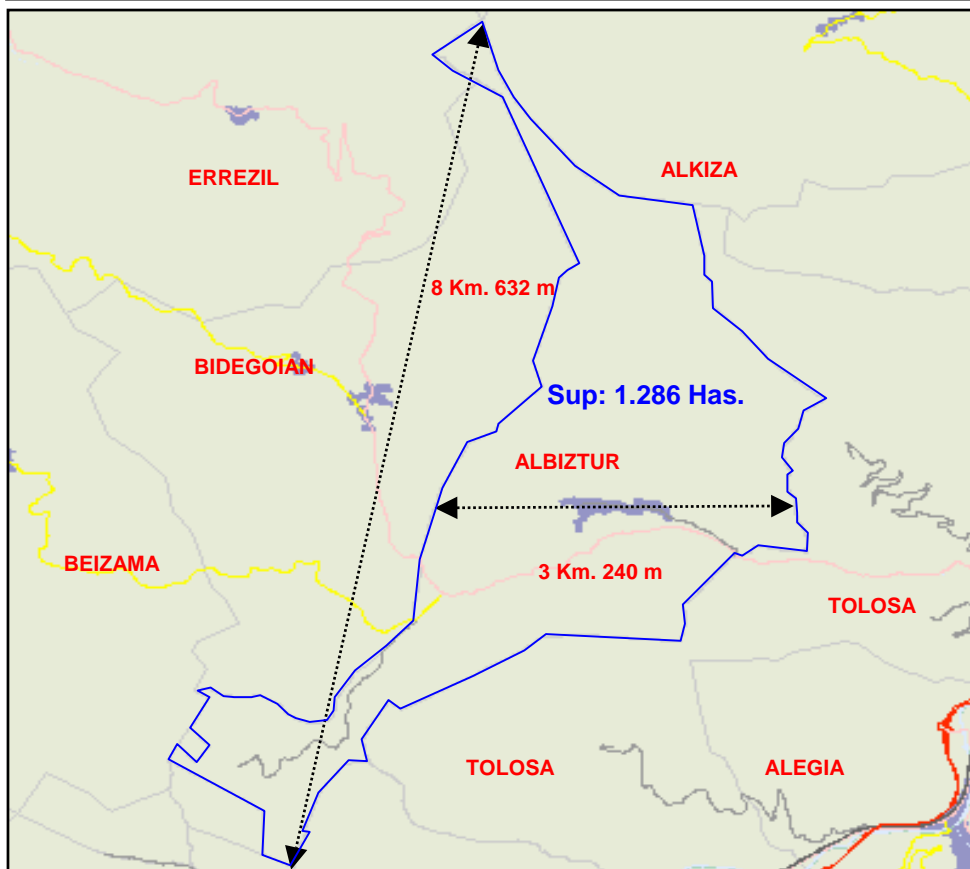 ALKIZA
ERREZIL
8 Km. 632 m
BIDEGOIAN
Sup: 1.286 Has.
ALBIZTUR
BEIZAMA
3 Km. 240 m
TOLOSA
TOLOSA
ALEGIA